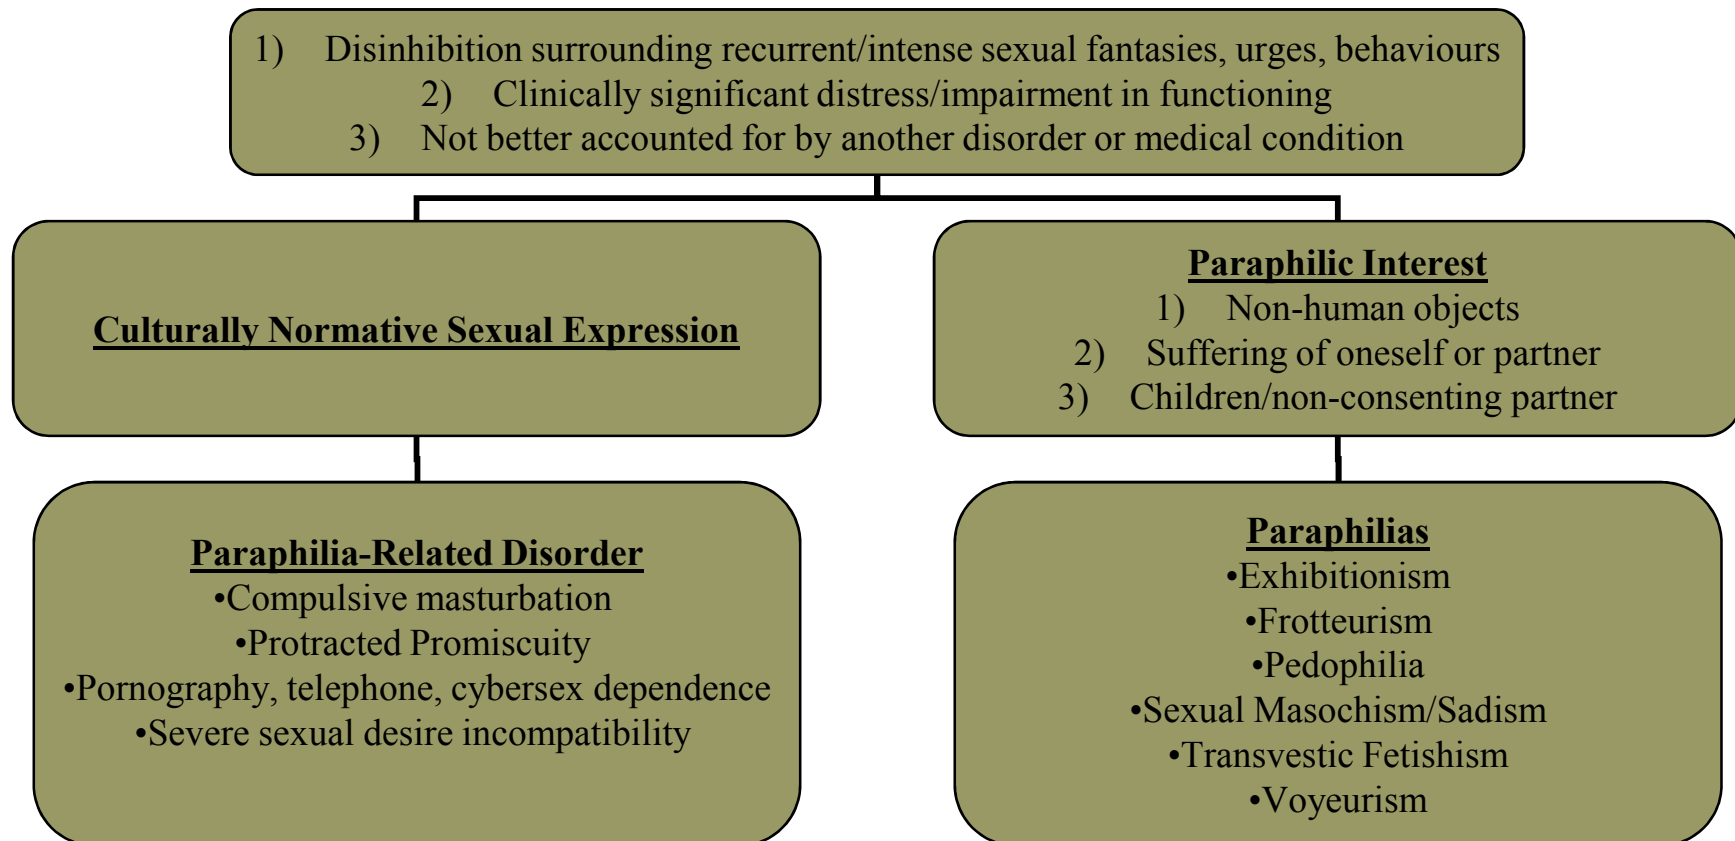 1) Disinhibition surrounding recurrent/intense sexual fantasies, urges, behaviours
2) Clinically significant distress/impairment in functioning
3) Not better accounted for by another disorder or medical condition
Culturally Normative Sexual Expression
Paraphilic Interest
1) Non-human objects
2) Suffering of oneself or partner
3) Children/non-consenting partner
Paraphilia-Related Disorder
•Compulsive masturbation
•Protracted Promiscuity
•Pornography, telephone, cybersex dependence
•Severe sexual desire incompatibility
Paraphilias
•Exhibitionism
•Frotteurism
•Pedophilia
•Sexual Masochism/Sadism
•Transvestic Fetishism
•Voyeurism